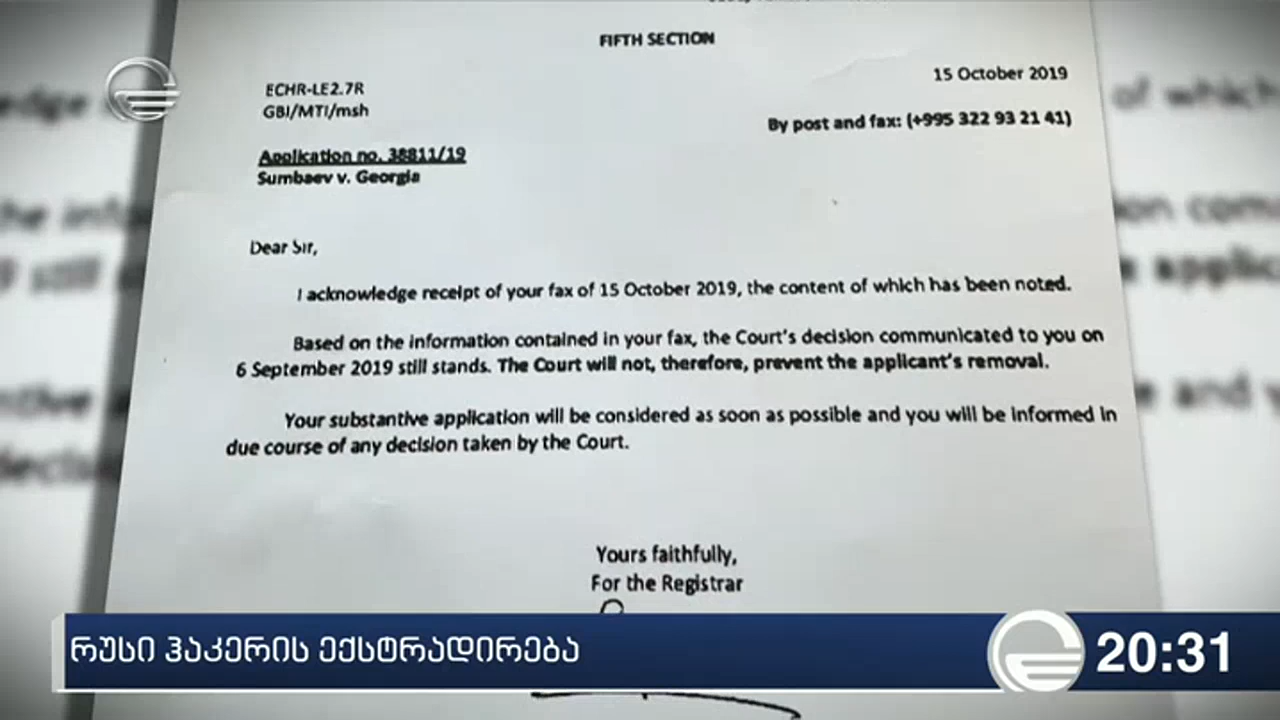 FIFTH SECTION
15 October 2019
ECHR-LE2.7R
GBI/MTI/msh
By post and fax: (+995 322 93 21 41)
Application no. 38811/19
Sumbaev v. Georgia
Dear Sir,
I acknowledge receipt of your fax of 15 October 2019, the content of which has been noted.
Based on the information contained in your fax, the Court's decision communicated to you on
6 September 2019 still stands. The Court will not, therefore, prevent the applicant's removal.
Your substantive application will be considered as soon as possible and you will be informed in
due course of any decision taken by the Court.
Yours faithfully,
For the Registrar
რუსი ჰაკერის ექსტრადირება
20:31